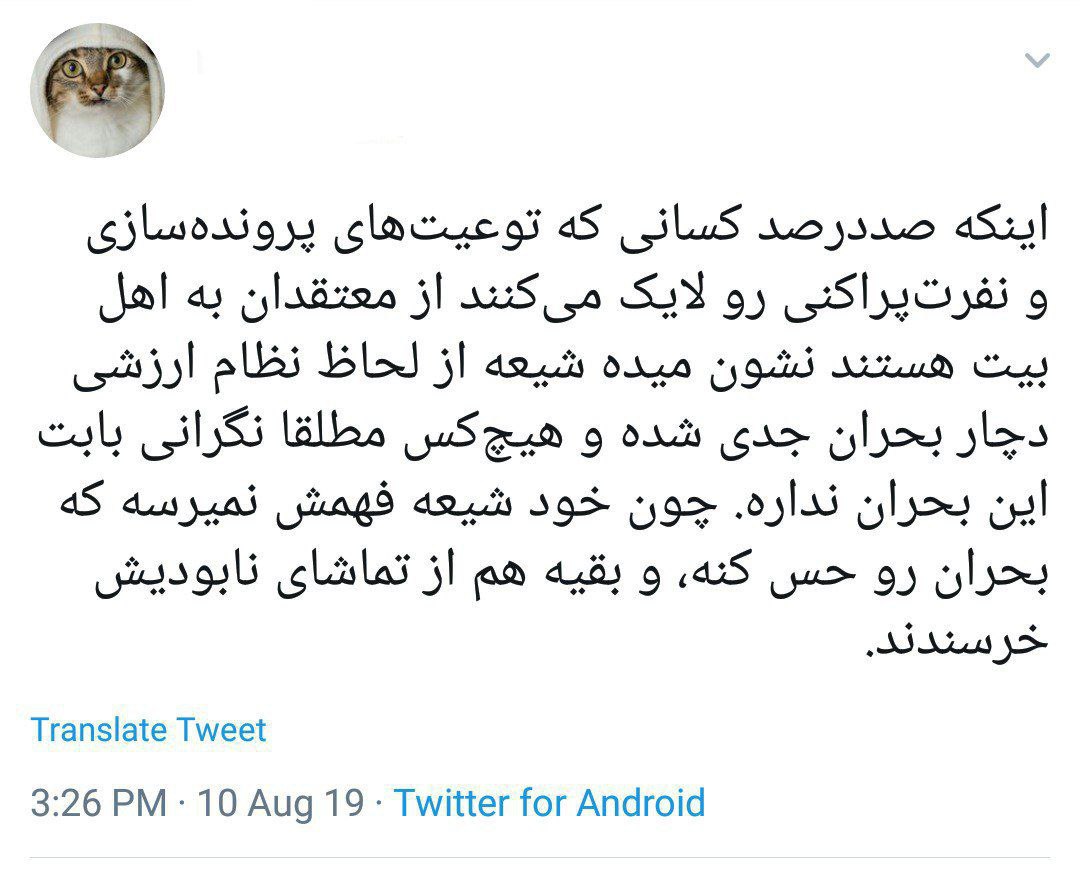 اینکه صددرصد کسانی که توعیت‌های پرونده‌سازی
و نفرت‌پراکنی رو لایک می‌کنند از معتقدان به اهل
بیت هستند نشون میده شیعه از لحاظ نظام ارزشی
دچار بحران جدی شده و هیچ‌کس مطلقا نگرانی بابت
این بحران نداره. چون خود شیعه فهمش نمیرسه که
بحران رو حس کنه، و بقیه هم از تماشای نابودیش
خرسندند.
Translate Tweet
3:26 PM · 10 Aug 19 · Twitter for Android